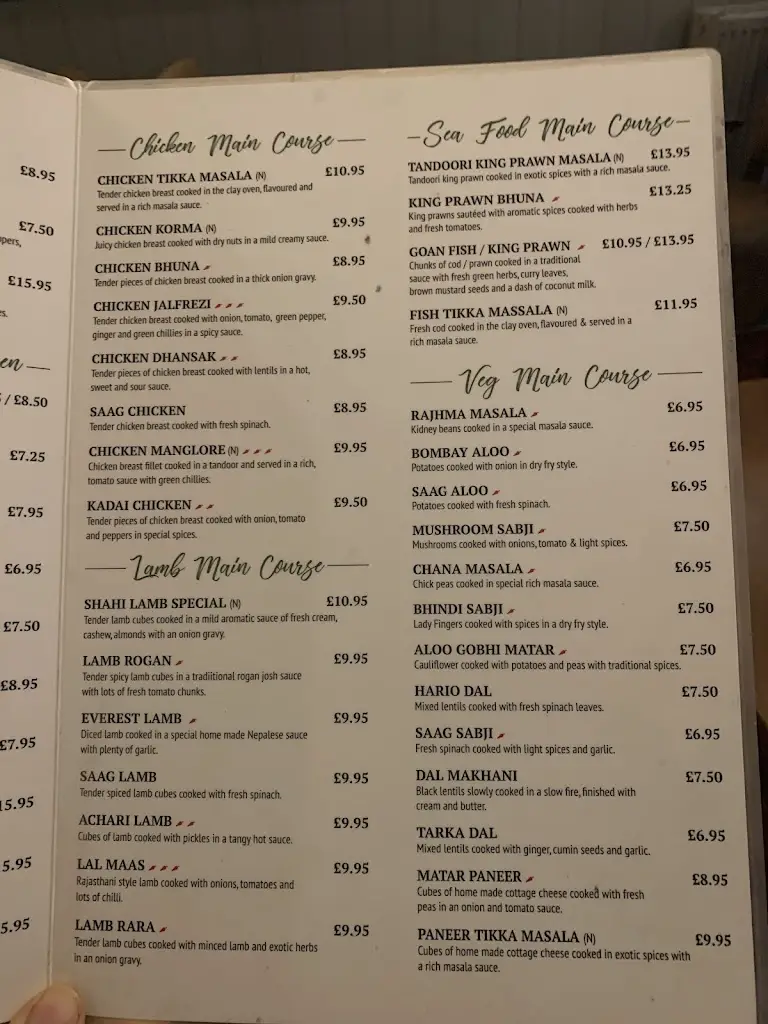 £8.95
£7.50
pers,
£15.95
es.
en
/ £8.50
£7.25
£7.95
£6.95
£7.50
£8.95
£7.95
15.95
5.95
5.95
Chicken Main Course
CHICKEN TIKKA MASALA (N) £10.95
Tender chicken breast cooked in the clay oven, flavoured and
served in a rich masala sauce.
CHICKEN KORMA (N) £9.95
Juicy chicken breast cooked with dry nuts in a mild creamy sauce.
CHICKEN BHUNA £8.95
Tender pieces of chicken breast cooked in a thick onion gravy.
CHICKEN JALFREZI £9.50
Tender chicken breast cooked with onion, tomato, green pepper,
ginger and green chillies in a spicy sauce.
CHICKEN DHANSAK £8.95
Tender pieces of chicken breast cooked with lentils in a hot,
sweet and sour sauce.
SAAG CHICKEN £8.95
Tender chicken breast cooked with fresh spinach.
CHICKEN MANGLORE (N) £9.95
Chicken breast fillet cooked in a tandoor and served in a rich,
tomato sauce with green chillies.
KADAI CHICKEN £9.50
Tender pieces of chicken breast cooked with onion, tomato
and peppers in special spices.
Lamb Main Course
SHAHI LAMB SPECIAL (N) £10.95
Tender lamb cubes cooked in a mild aromatic sauce of fresh cream,
cashew, almonds with an onion gravy.
LAMB ROGAN £9.95
Tender spicy lamb cubes in a tradiitional rogan josh sauce
with lots of fresh tomato chunks.
EVEREST LAMB £9.95
Diced lamb cooked in a special home made Nepalese sauce
with plenty of garlic.
SAAG LAMB £9.95
Tender spiced lamb cubes cooked with fresh spinach.
ACHARI LAMB £9.95
Cubes of lamb cooked with pickles in a tangy hot sauce.
LAL MAAS £9.95
Rajasthani style lamb cooked with onions, tomatoes and
lots of chilli.
LAMB RARA £9.95
Tender lamb cubes cooked with minced lamb and exotic herbs
in an onion gravy.
Sea Food Main Course
TANDOORI KING PRAWN MASALA (N) £13.95
Tandoori king prawn cooked in exotic spices with a rich masala sauce.
KING PRAWN BHUNA £13.25
King prawns sautéed with aromatic spices cooked with herbs
and fresh tomatoes.
GOAN FISH / KING PRAWN £10.95 / £13.95
Chunks of cod / prawn cooked in a traditional
sauce with fresh green herbs, curry leaves,
brown mustard seeds and a dash of coconut milk.
FISH TIKKA MASSALA (N) £11.95
Fresh cod cooked in the clay oven, flavoured & served in a
rich masala sauce.
Veg Main Course
RAJHMA MASALA £6.95
Kidney beans cooked in a special masala sauce.
BOMBAY ALOO £6.95
Potatoes cooked with onion in dry fry style.
SAAG ALOO £6.95
Potatoes cooked with fresh spinach.
MUSHROOM SABJI £7.50
Mushrooms cooked with onions, tomato & light spices.
CHANA MASALA £6.95
Chick peas cooked in special rich masala sauce.
BHINDI SABJI £7.50
Lady Fingers cooked with spices in a dry fry style.
ALOO GOBHI MATAR £7.50
Cauliflower cooked with potatoes and peas with traditional spices.
HARIO DAL £7.50
Mixed lentils cooked with fresh spinach leaves.
SAAG SABJI £6.95
Fresh spinach cooked with light spices and garlic.
DAL MAKHANI £7.50
Black lentils slowly cooked in a slow fire, finished with
cream and butter.
TARKA DAL £6.95
Mixed lentils cooked with ginger, cumin seeds and garlic.
MATAR PANEER £8.95
Cubes of home made cottage cheese cooked with fresh
peas in an onion and tomato sauce.
PANEER TIKKA MASALA (N) £9.95
Cubes of home made cottage cheese cooked in exotic spices with
a rich masala sauce.